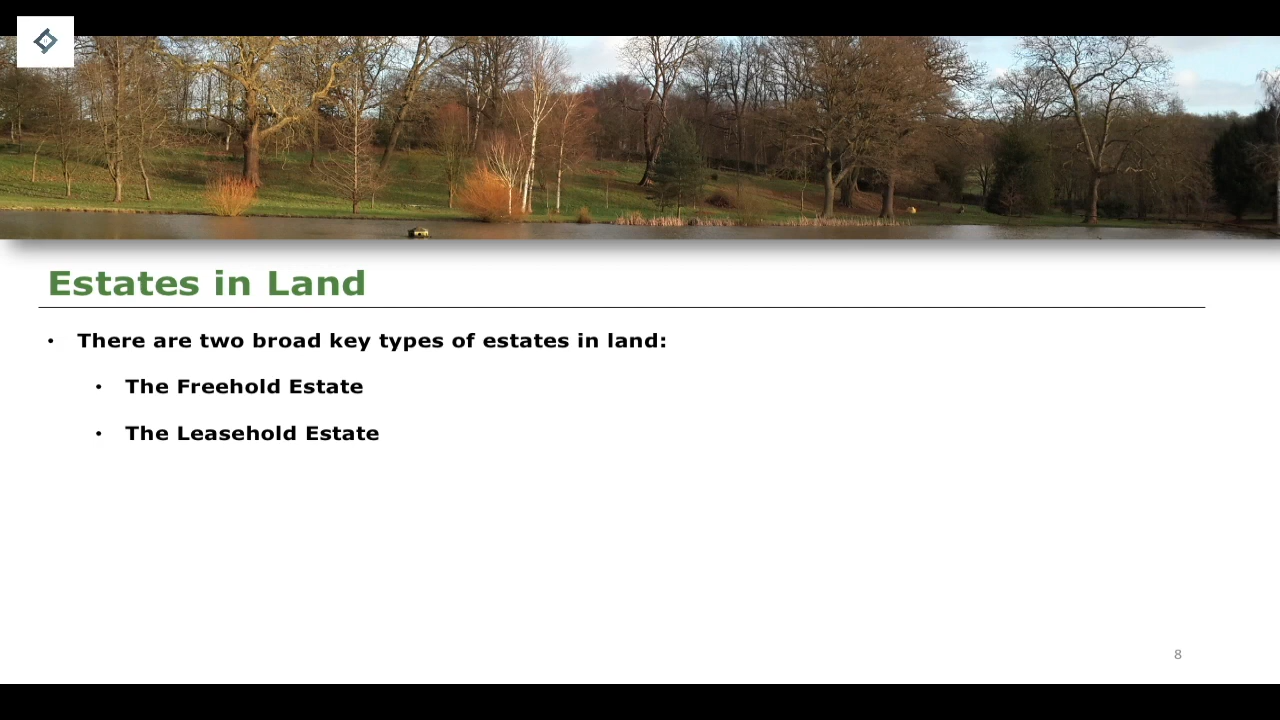 Estates in Land
• There are two broad key types of estates in land:
• The Freehold Estate
• The Leasehold Estate
8